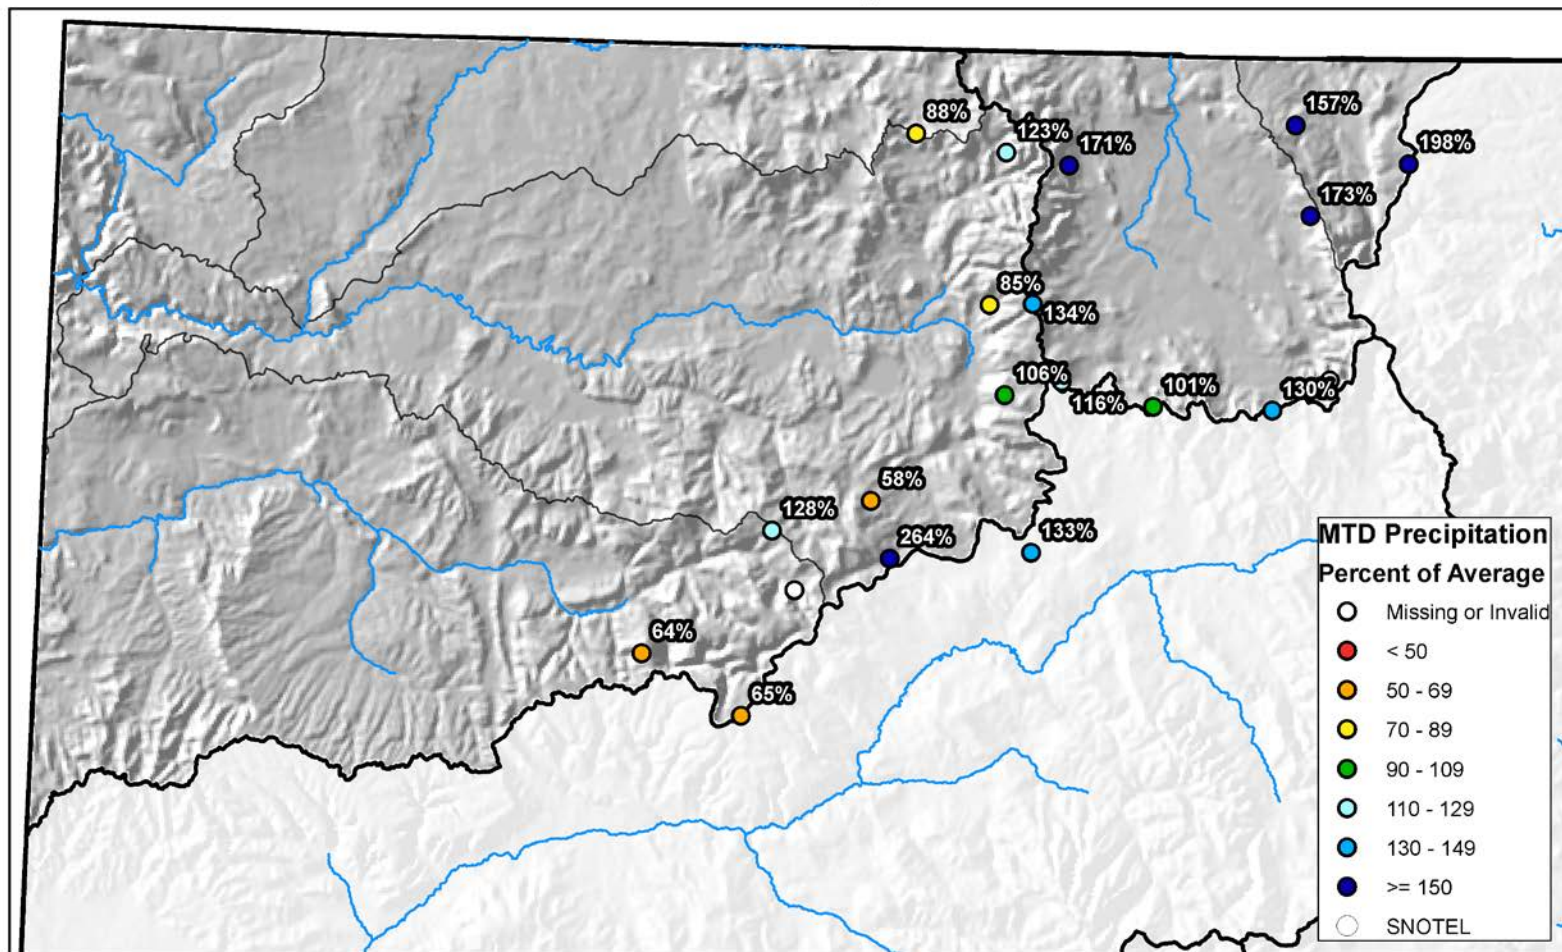 88%
123%
171%
157%
198%
173%
85%
134%
106%
116%
101%
130%
58%
128%
264%
133%
64%
65%
MTD Precipitation
Percent of Average
Missing or Invalid
< 50
50 - 69
70 - 89
90 - 109
110 - 129
130 - 149
>= 150
SNOTEL